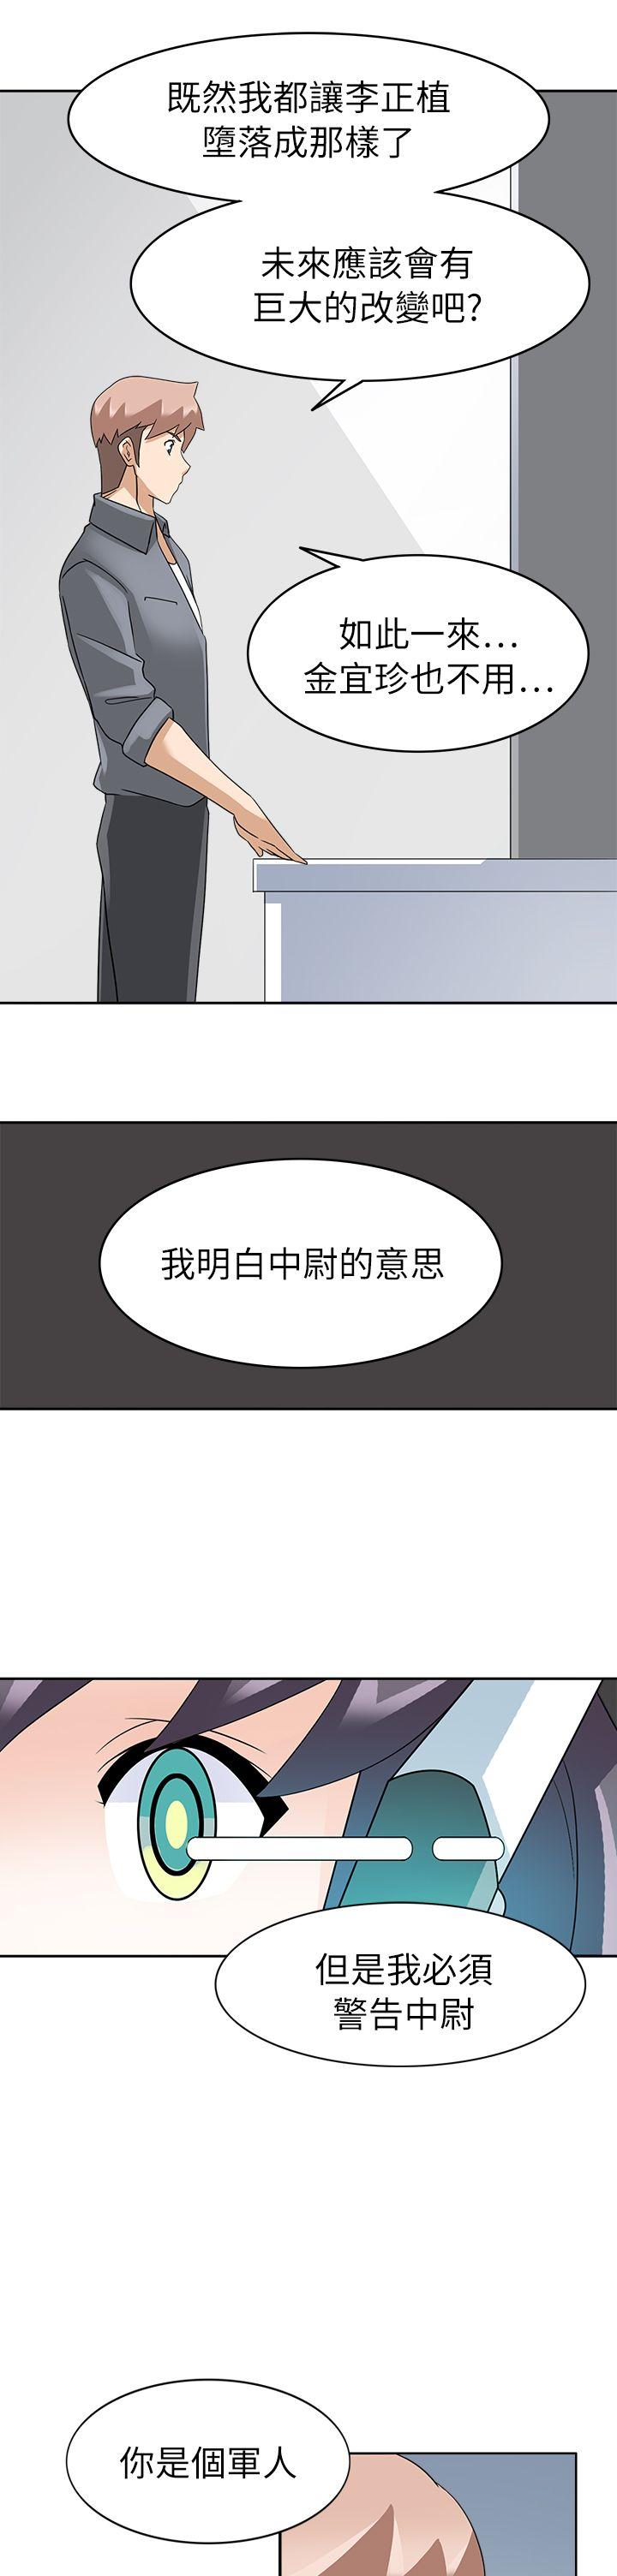 既然我都讓李正植
墮落成那樣了
未來應該會有
巨大的改變吧?
如此一來...
金宜珍也不用...
我明白中尉的意思
但是我必須
警告中尉
你是個軍人